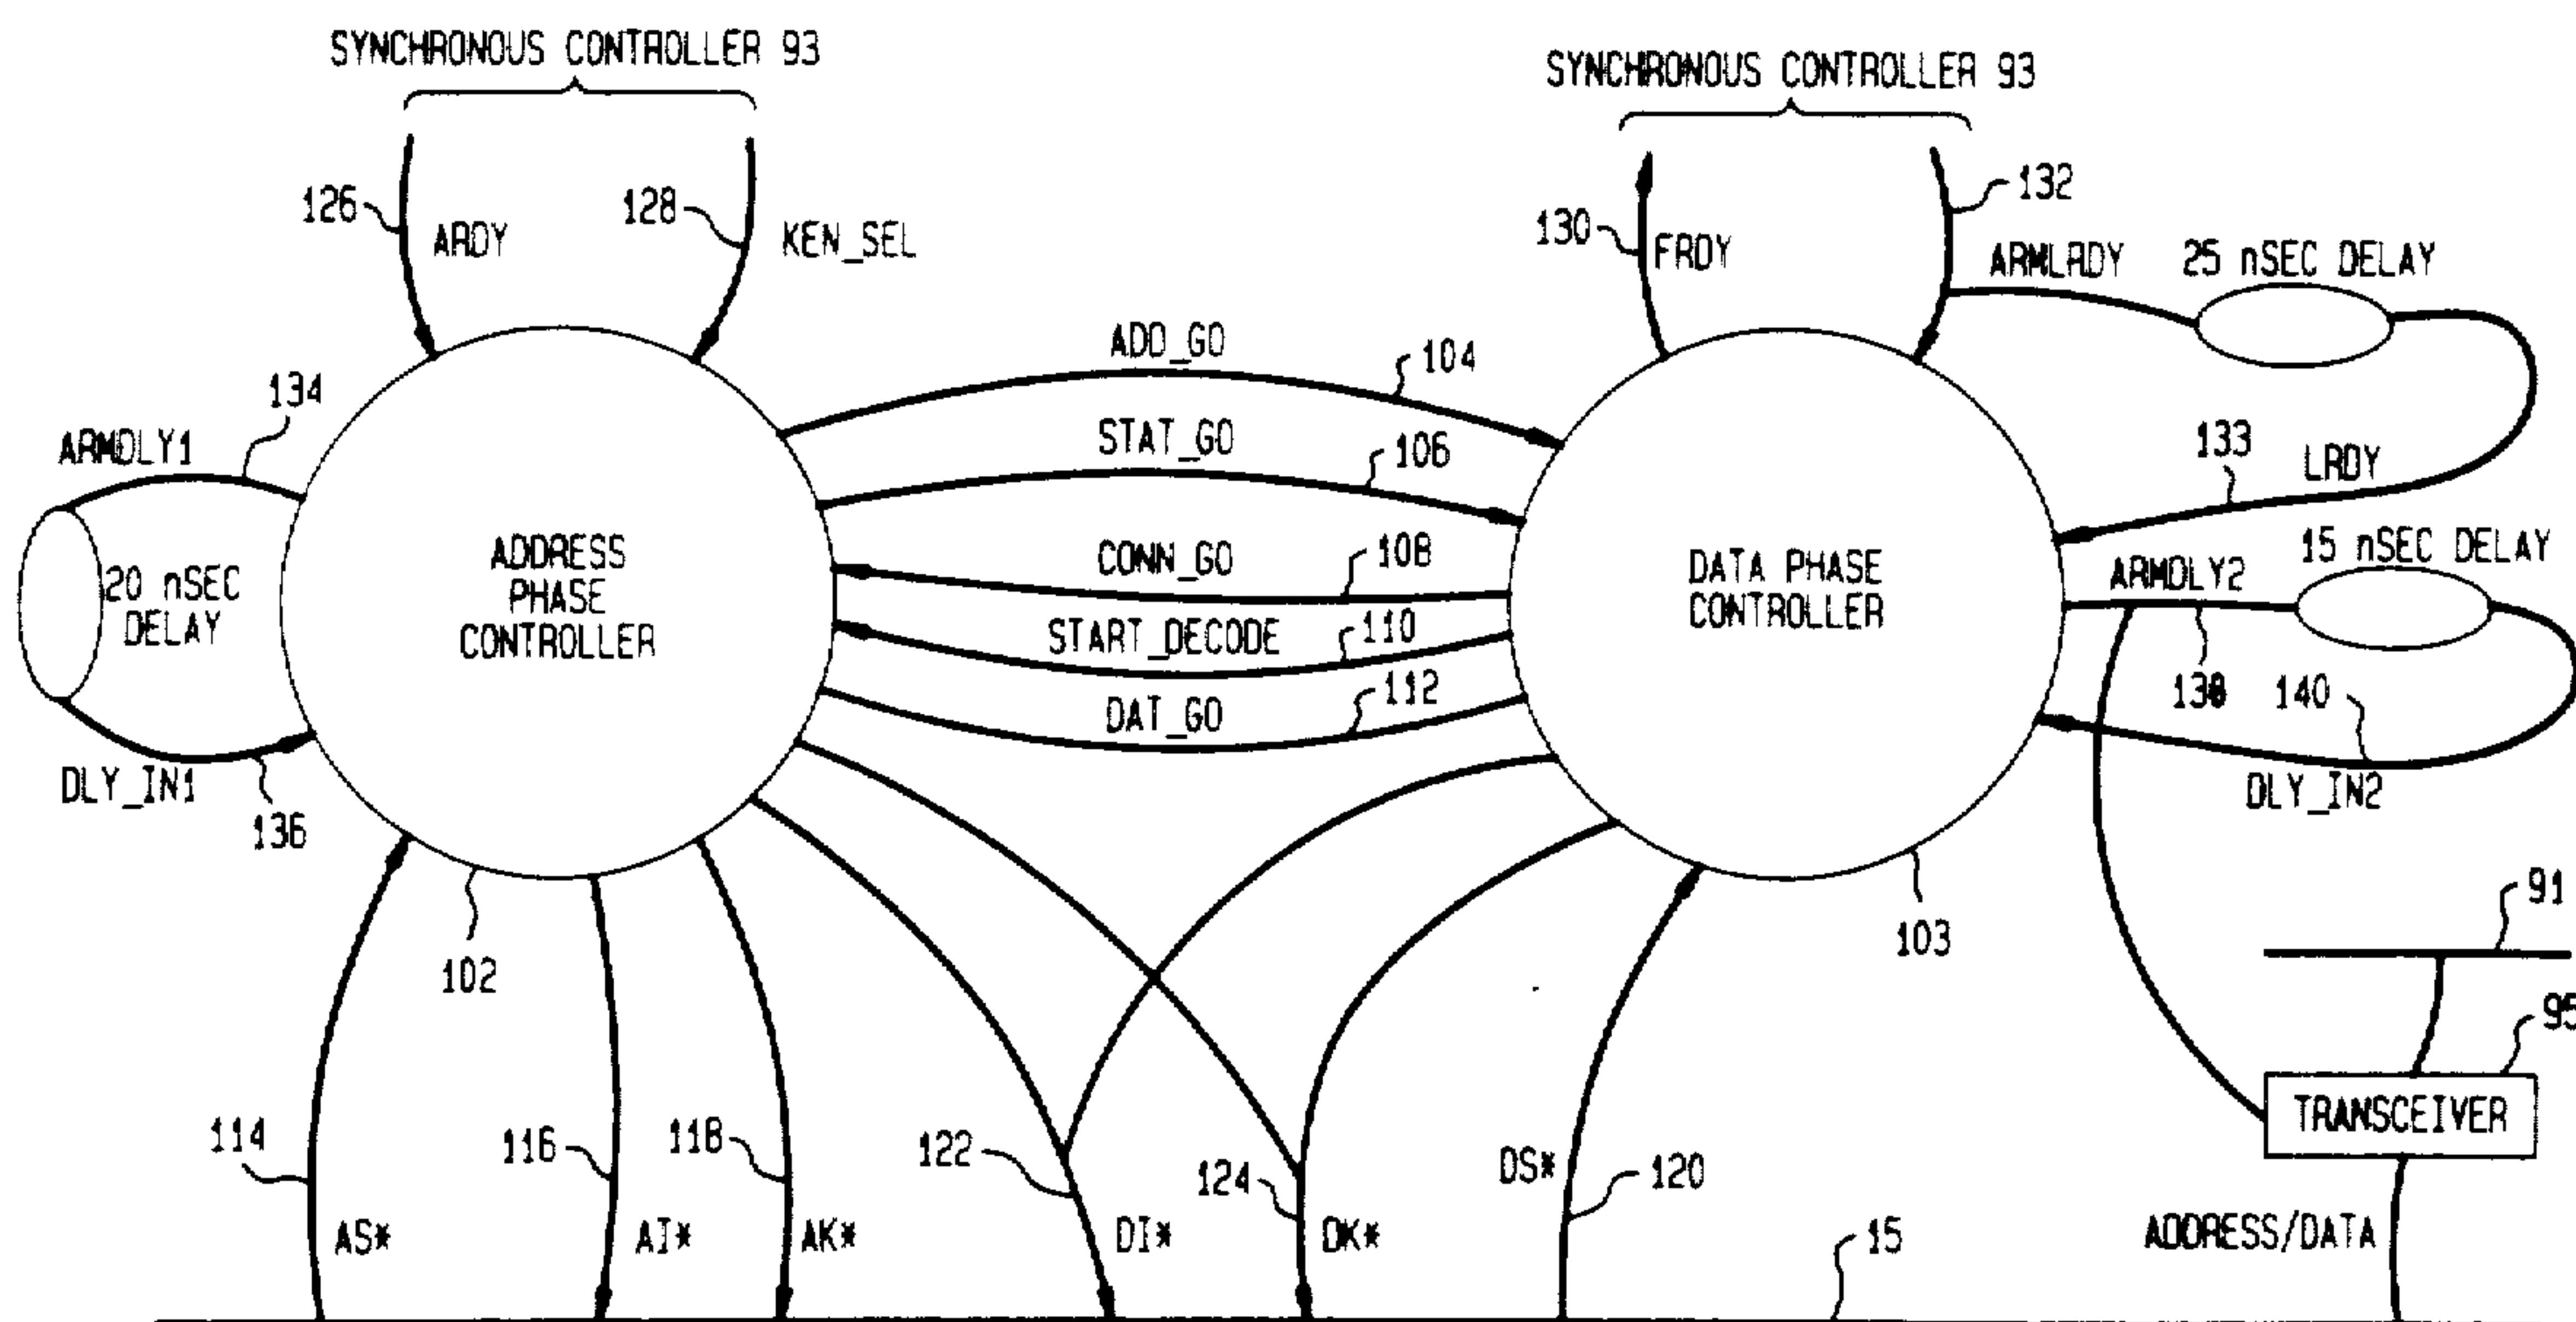 SYNCHRONOUS CONTROLLER 93
SYNCHRONOUS CONTROLLER 93
126
ARDY
128
KEN_SEL
130
FRDY
132
ARMLRDY
25 nSEC DELAY
ADD_GO
104
134
ARMDLY1
STAT_GO
106
133
LRDY
20 nSEC
DELAY
ADDRESS
PHASE
CONTROLLER
CONN_GO
108
DATA PHASE
CONTROLLER
15 nSEC DELAY
ARMDLY2
START_DECODE
110
138
140
DAT_GO
112
DLY_IN1
136
DLY_IN2
102
103
91
95
TRANSCEIVER
114
116
118
122
124
DS*
120
AS*
AI*
AK*
DI*
DK*
15
ADDRESS/DATA